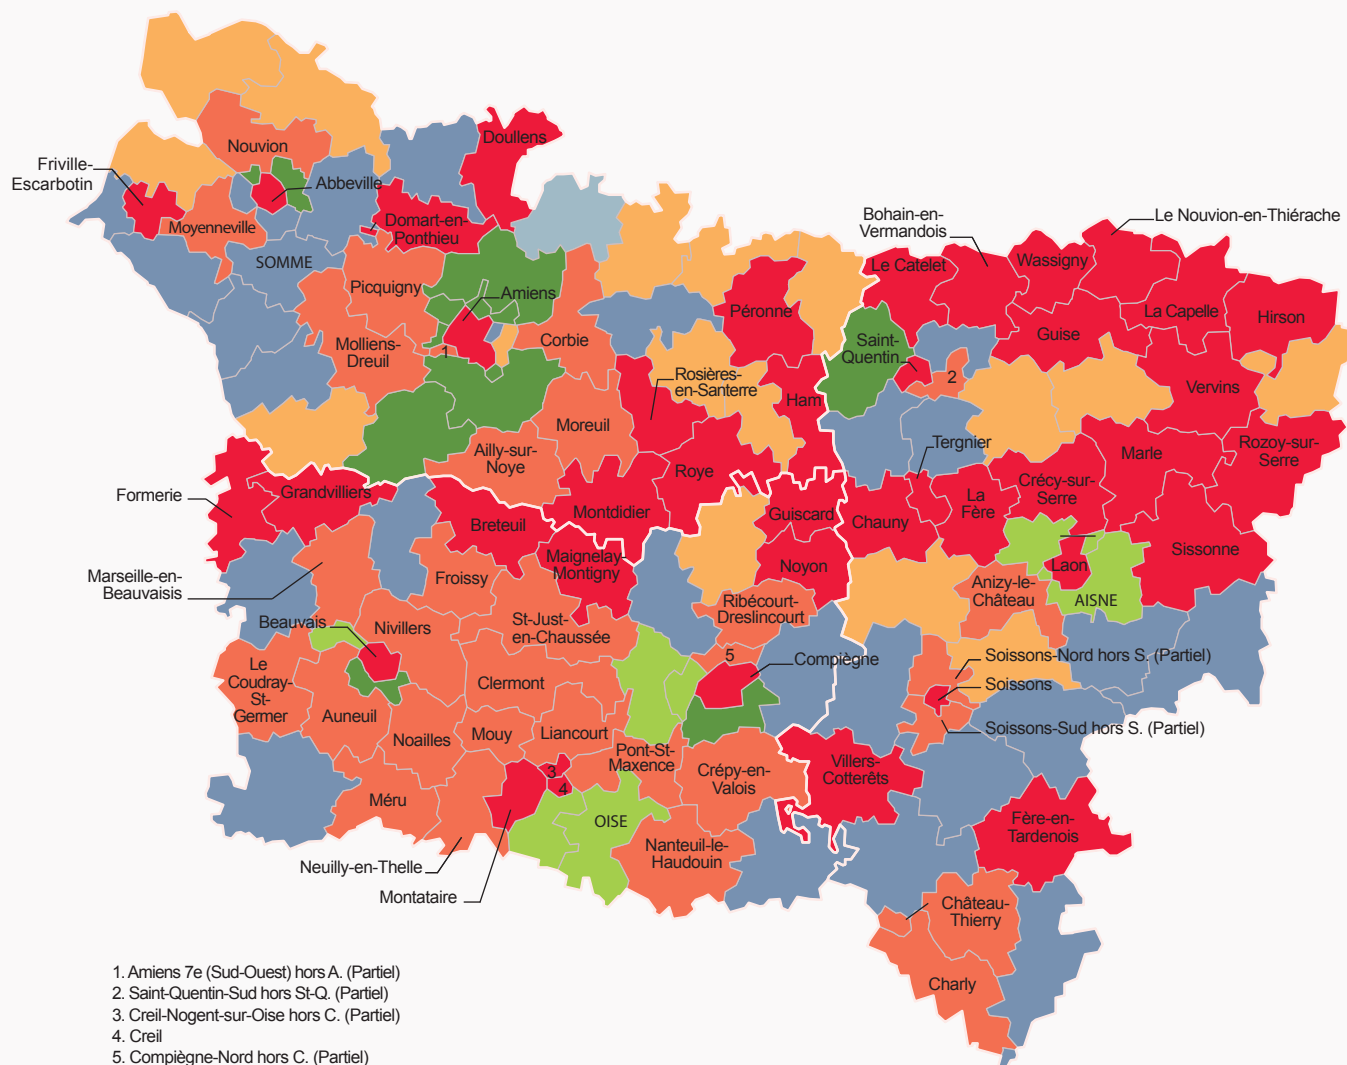 Doullens
Nouvion
Friville-
Escarbotin
Abbeville
Moyenneville
Domart-en-
Ponthieu
Bohain-en-
Vermandois
Le Nouvion-en-Thiérache
SOMME
Le Catelet
Wassigny
Picquigny
Amiens
Péronne
La Capelle
Hirson
Guise
Saint-
Quentin
Molliens-
Dreuil
1
Corbie
2
Rosières-
en-Santerre
Ham
Vervins
Moreuil
Ailly-sur-
Noye
Tergnier
Marle
Rozoy-sur-
Serre
Roye
Formerie
Grandvilliers
Crécy-sur-
Serre
La
Fère
Montdidier
Guiscard
Chauny
Breteuil
Sissonne
Maignelay-
Montigny
Noyon
Laon
Marseille-en-
Beauvaisis
Froissy
Anizy-le-
Château
AISNE
Ribécourt-
Dreslincourt
Beauvais
Nivillers
St-Just-
en-Chaussée
5
Compiègne
Soissons-Nord hors S. (Partiel)
Le
Coudray-
St-
Germer
Clermont
Soissons
Auneuil
Noailles
Mouy
Liancourt
Soissons-Sud hors S. (Partiel)
Pont-St-
Maxence
Crépy-en-
Valois
Villers-
Cotterêts
3
4
Méru
OISE
Fère-en-
Tardenois
Nanteuil-le-
Haudouin
Neuilly-en-Thelle
Montataire
Château-
Thierry
Charly
1. Amiens 7e (Sud-Ouest) hors A. (Partiel)
2. Saint-Quentin-Sud hors St-Q. (Partiel)
3. Creil-Nogent-sur-Oise hors C. (Partiel)
4. Creil
5. Compiègne-Nord hors C. (Partiel)